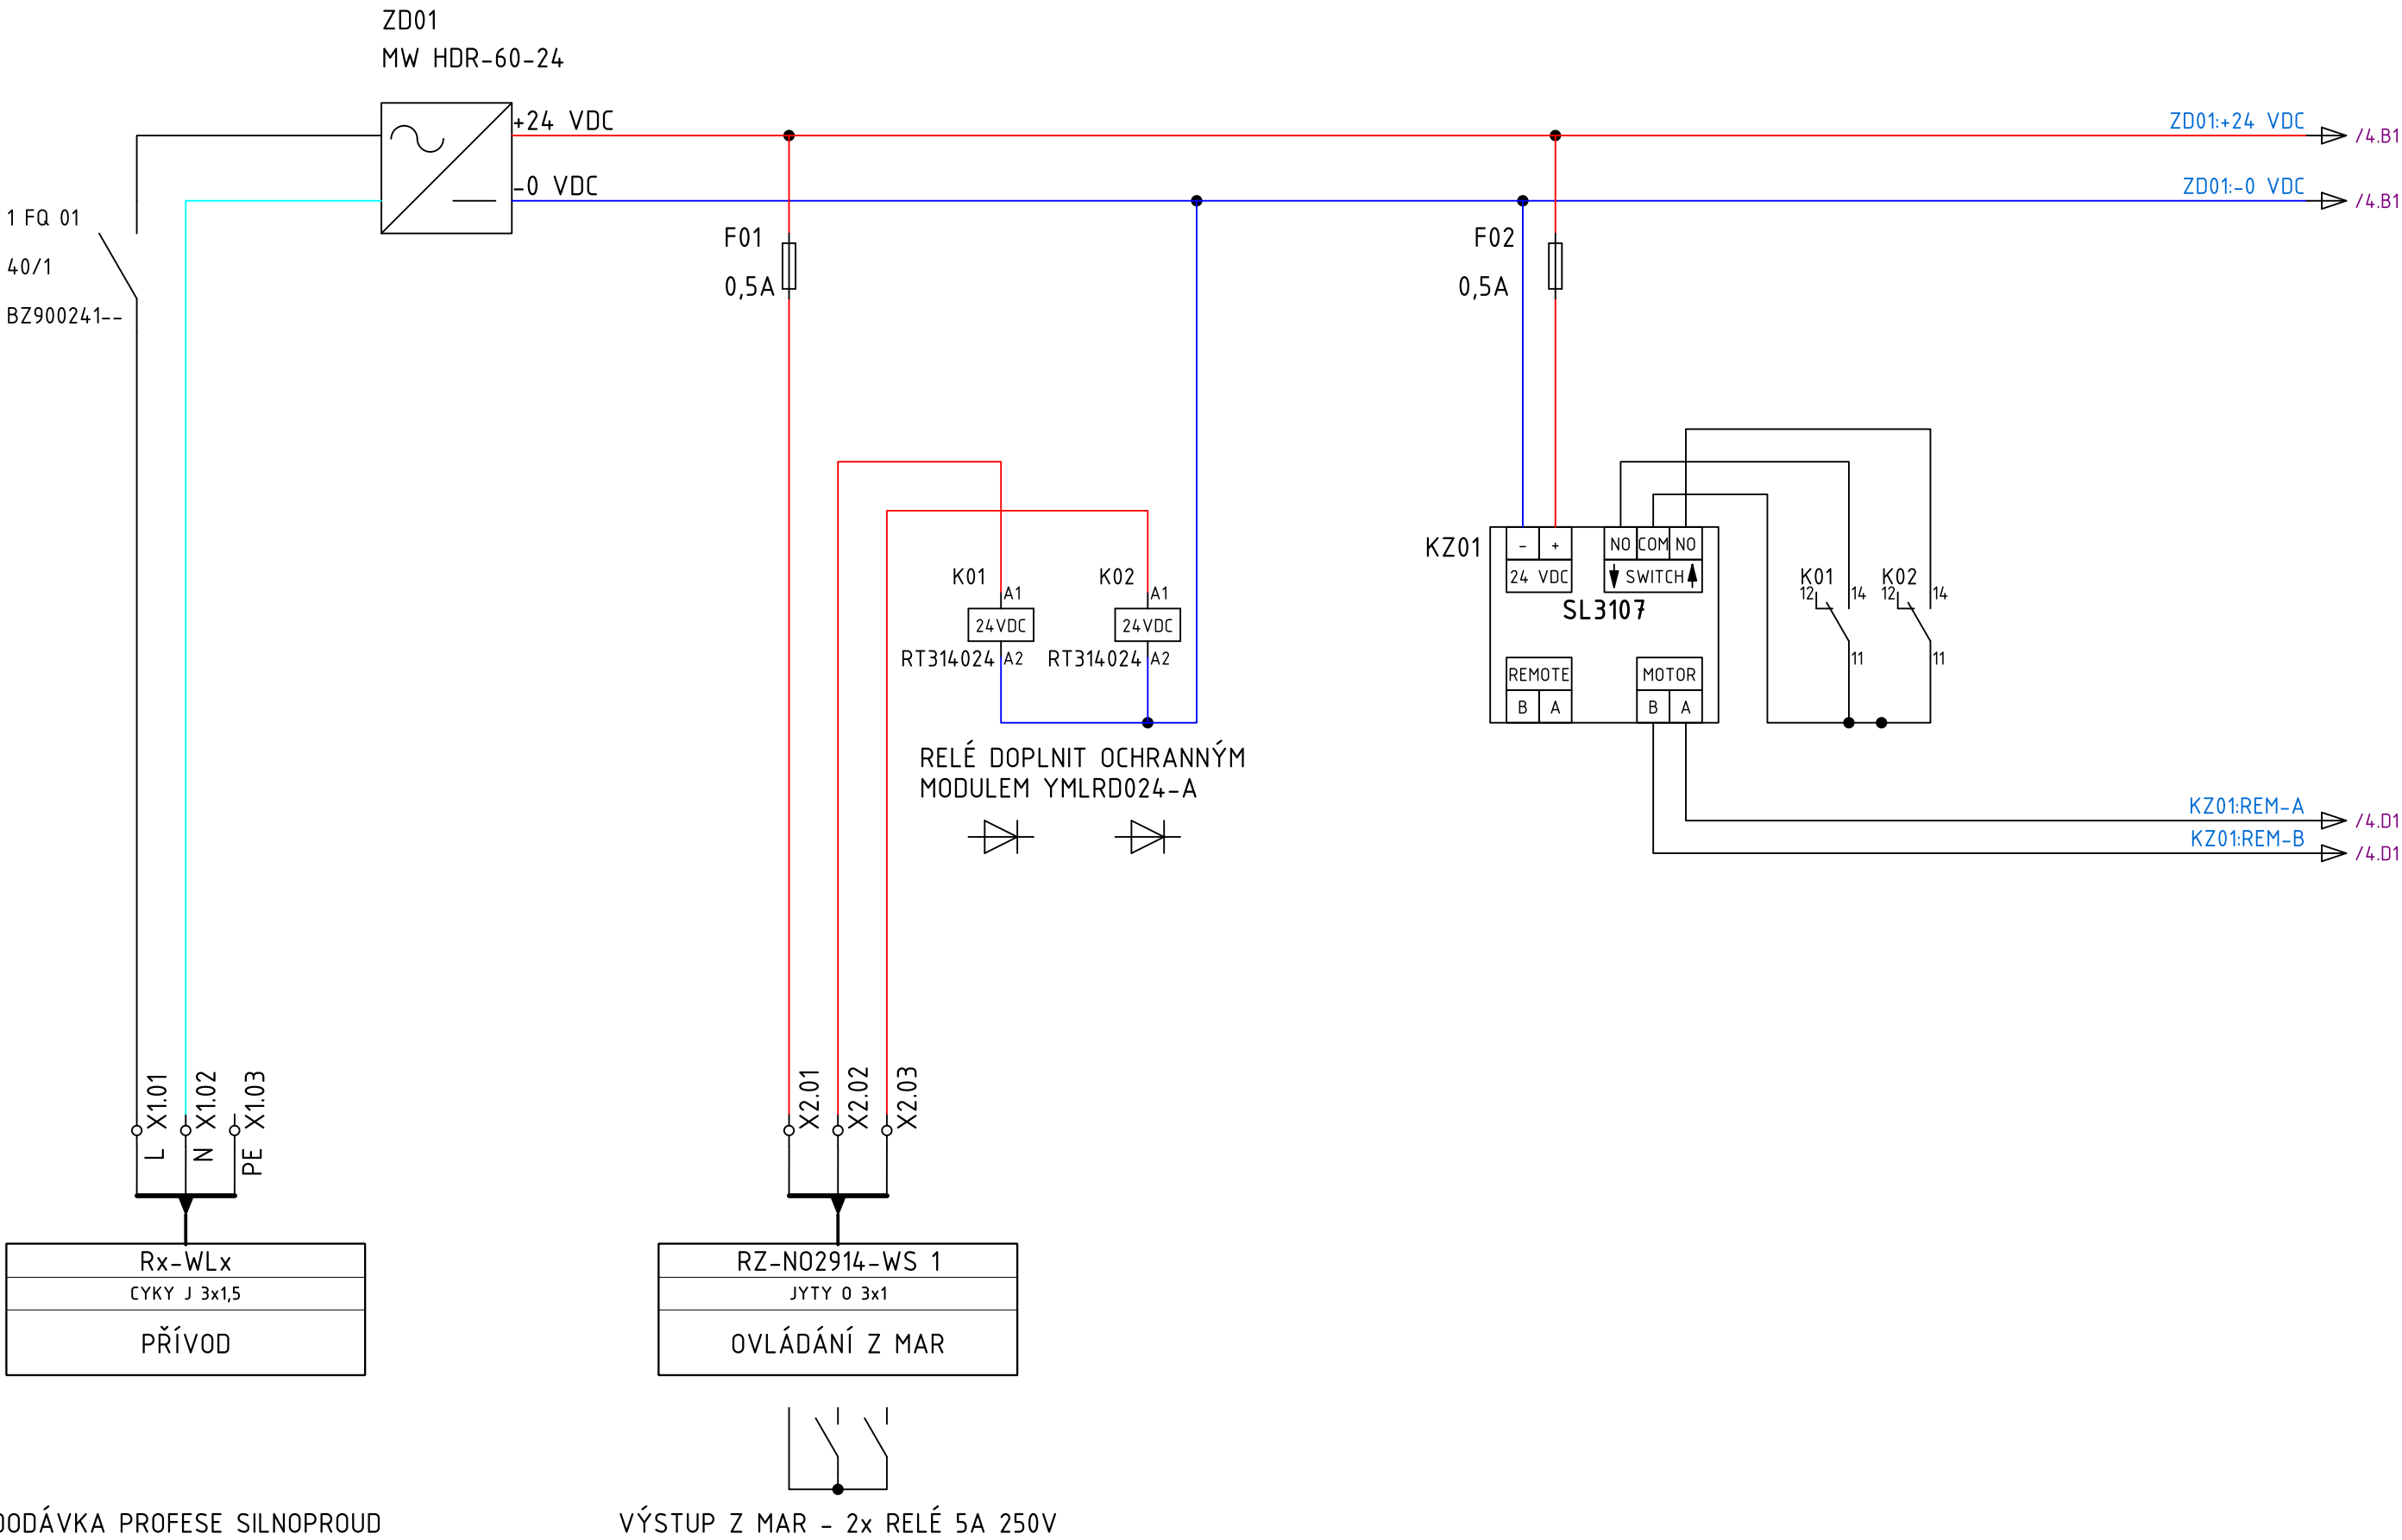 ZD01
MW HDR-60-24
+24 VDC
-0 VDC
ZD01:+24 VDC
/4.B1
ZD01:-0 VDC
/4.B1
1 FQ 01
40/1
BZ900241--
F01
0,5A
F02
0,5A
K01
A1
24VDC
RT314024
A2
K02
A1
24VDC
RT314024
A2
RELÉ DOPLNIT OCHRANNÝM
MODULEM YMLRD024-A
KZ01
- +
24 VDC
NO COM NO
SWITCH
SL3107
REMOTE
B A
MOTOR
B A
K01
12
14
11
K02
12
14
11
KZ01:REM-A
/4.D1
KZ01:REM-B
/4.D1
X1.01
X1.02
X1.03
L
N
PE
X2.01
X2.02
X2.03
Rx-WLx
CYKY J 3x1,5
PŘÍVOD
RZ-NO2914-WS 1
JYTY O 3x1
OVLÁDÁNÍ Z MAR
DODÁVKA PROFESE SILNOPROUD
VÝSTUP Z MAR - 2x RELÉ 5A 250V